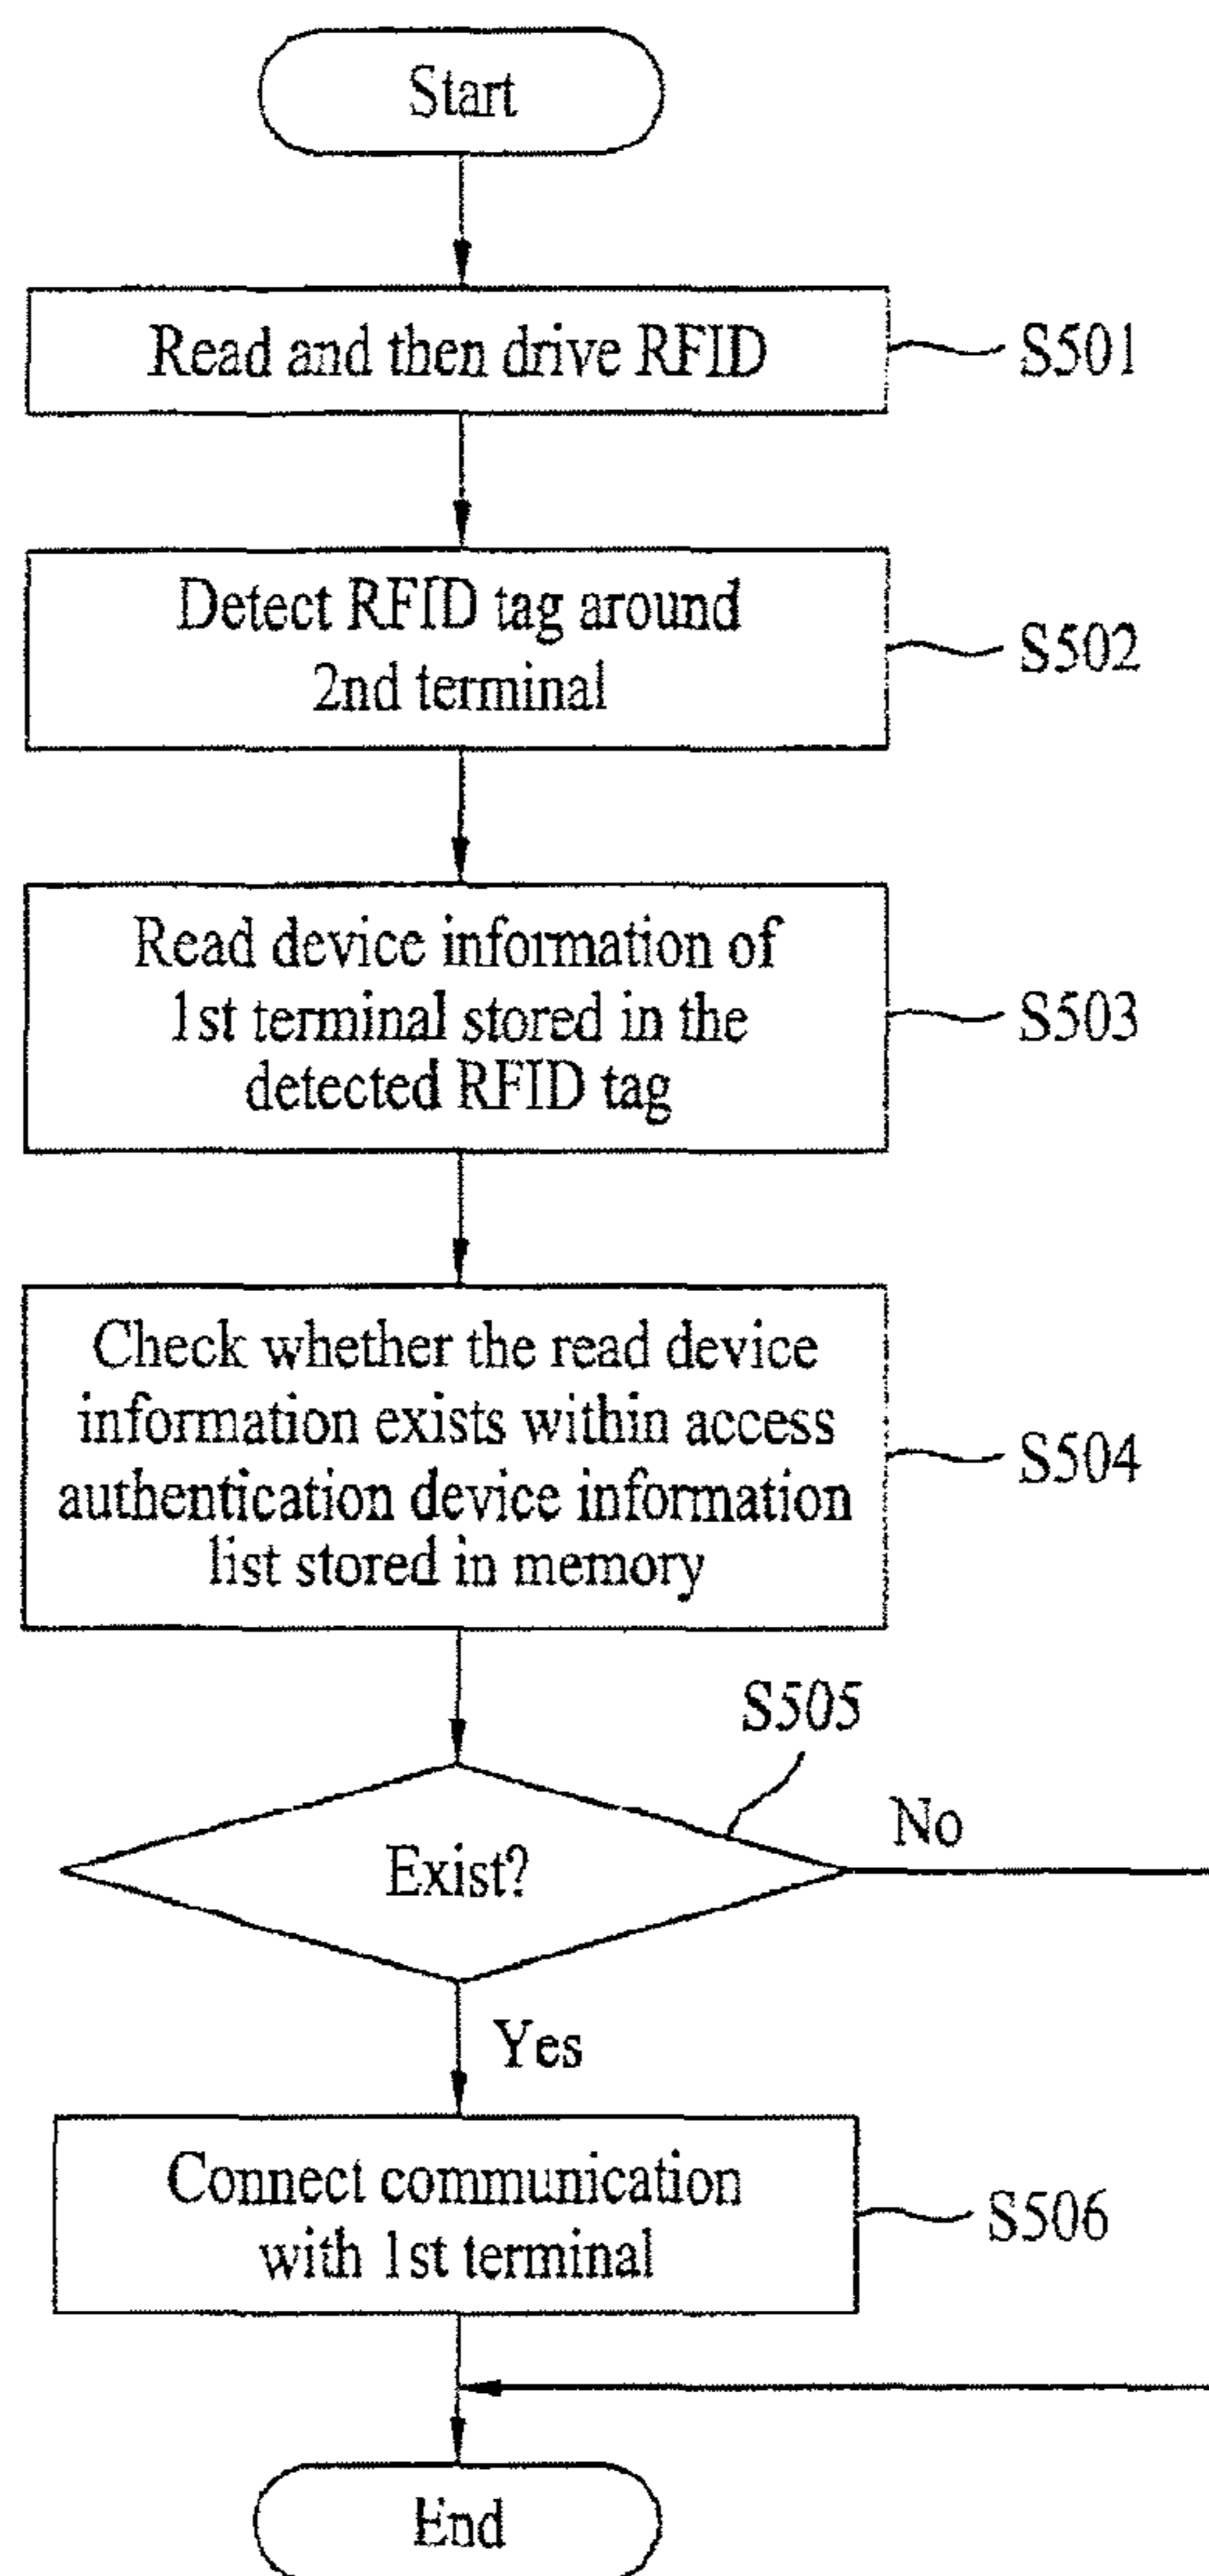 Start
Read and then drive RFID
S501
Detect RFID tag around
2nd terminal
S502
Read device information of
1st terminal stored in the
detected RFID tag
S503
Check whether the read device
information exists within access
authentication device information
list stored in memory
S504
S505
Exist?
No
Yes
Connect communication
with 1st terminal
S506
End